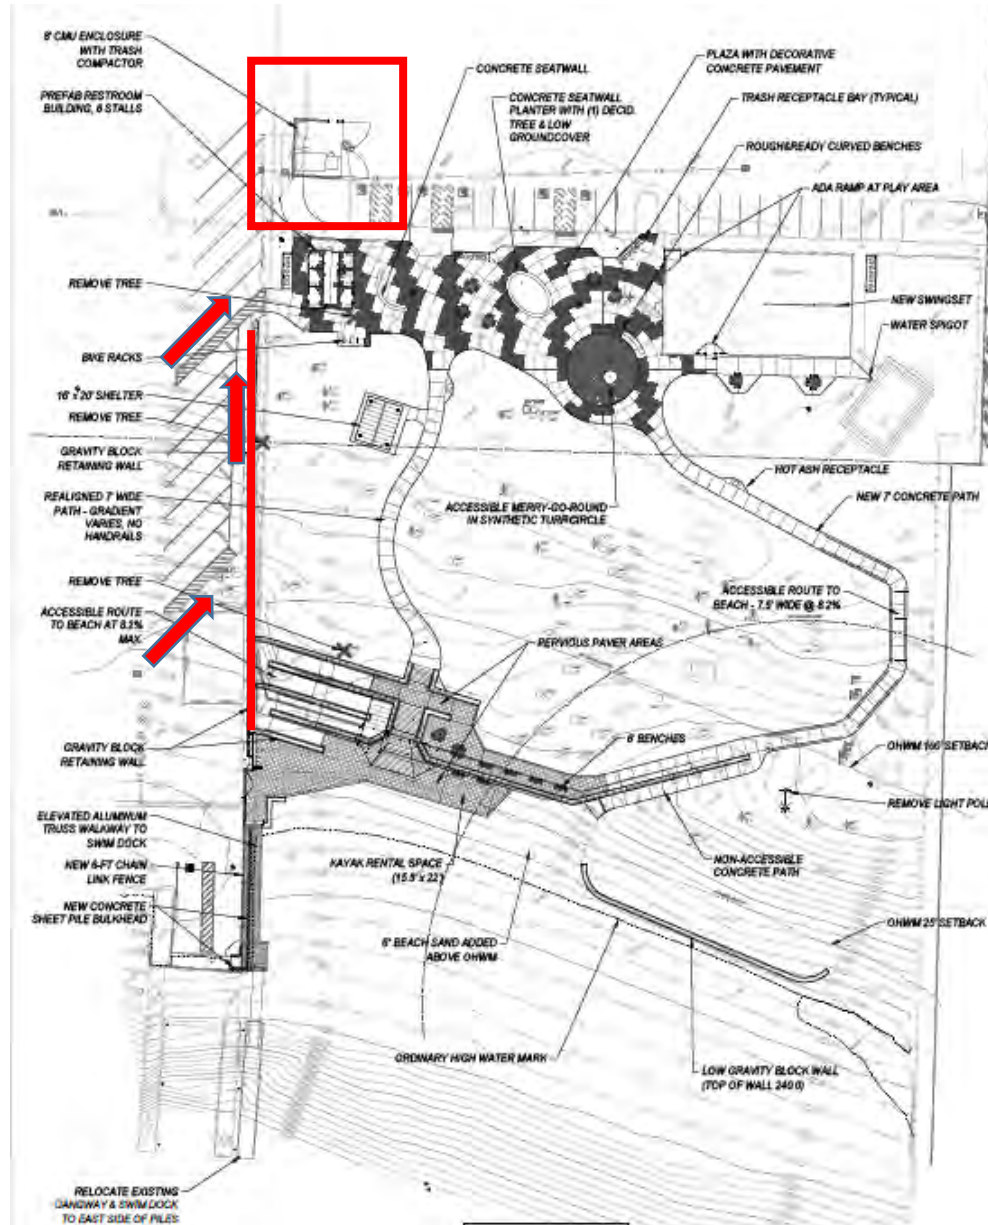 8' CMU ENCLOSURE
WITH TRASH
COMPACTOR
PREFAB RESTROOM
BUILDING, 6 STALLS
CONCRETE SEATWALL
CONCRETE SEATWALL
PLANTER WITH (1) DECID.
TREE & LOW
GROUNDCOVER
PLAZA WITH DECORATIVE
CONCRETE PAVEMENT
TRASH RECEPTACLE BAY (TYPICAL)
ROUGH&READY CURVED BENCHES
ADA RAMP AT PLAY AREA
REMOVE TREE
NEW SWINGSET
WATER SPIGOT
BIKE RACKS
16' x 20' SHELTER
REMOVE TREE
GRAVITY BLOCK
RETAINING WALL
HOT ASH RECEPTACLE
REALIGNED 7' WIDE
PATH - GRADIENT
VARIES, NO
HANDRAILS
NEW 7' CONCRETE PATH
ACCESSIBLE MERRY-GO-ROUND
IN SYNTHETIC TURF CIRCLE
REMOVE TREE
ACCESSIBLE ROUTE TO
BEACH - 7.5' WIDE @ 8.2%
ACCESSIBLE ROUTE
TO BEACH AT 8.2%
MAX.
PERVIOUS PAVER AREAS
GRAVITY BLOCK
RETAINING WALL
6' BENCHES
OHWM 100' SETBACK
REMOVE LIGHT POLE
ELEVATED ALUMINUM
TRUSS WALKWAY TO
SWIM DOCK
KAYAK RENTAL SPACE
(15.5' x 22')
NON-ACCESSIBLE
CONCRETE PATH
NEW 6-FT CHAIN
LINK FENCE
NEW CONCRETE
SHEET PILE BULKHEAD
OHWM 25' SETBACK
6" BEACH SAND ADDED
ABOVE OHWM
ORDINARY HIGH WATER MARK
LOW GRAVITY BLOCK WALL
(TOP OF WALL 240.0)
RELOCATE EXISTING
GANGWAY & SWIM DOCK
TO EAST SIDE OF PILES